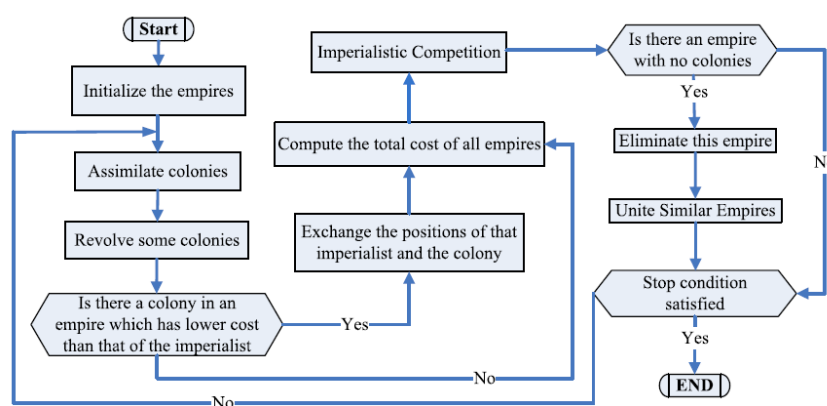 Start
Initialize the empires
Assimilate colonies
Revolve some colonies
Is there a colony in an
empire which has lower cost
than that of the imperialist
Yes
No
Exchange the positions of that
imperialist and the colony
Compute the total cost of all empires
Imperialistic Competition
Is there an empire
with no colonies
Yes
N
Eliminate this empire
Unite Similar Empires
Stop condition
satisfied
Yes
No
END